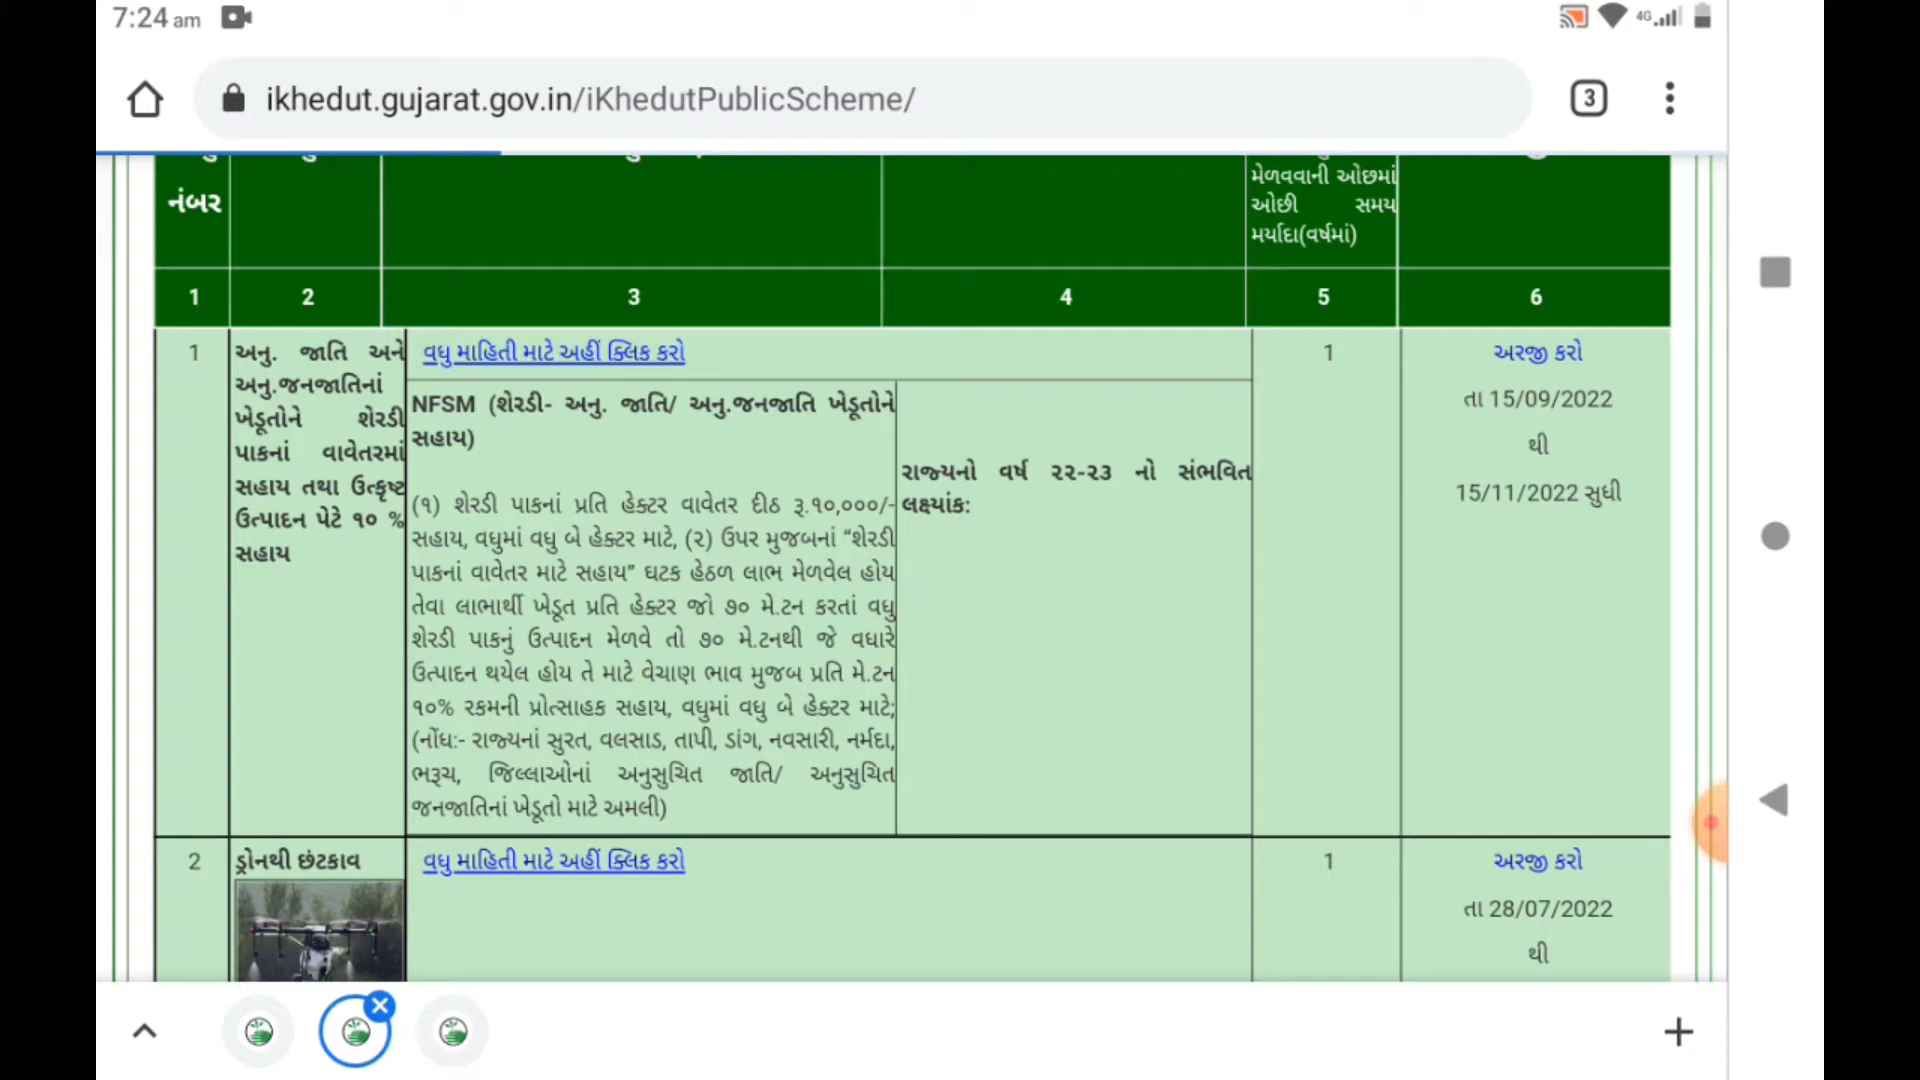 7:24 am
4G
ikhedut.gujarat.gov.in/iKhedutPublicScheme/
3
નંબર
મેળવવાની ઓછમાં
ઓછી સમય
મર્યાદા(વર્ષમાં)
1 2 3 4 5 6
1
અનુ. જાતિ અને
અનુ.જનજાતિનાં
ખેડૂતોને શેરડી
પાકનાં વાવેતરમાં
સહાય તથા ઉત્કૃષ્ટ
ઉત્પાદન પેટે ૧૦ %
સહાય
વધુ માહિતી માટે અહીં ક્લિક કરો
NFSM (શેરડી- અનુ. જાતિ/ અનુ.જનજાતિ ખેડૂતોને
સહાય)
(૧) શેરડી પાકનાં પ્રતિ હેક્ટર વાવેતર દીઠ રૂ.૧૦,૦૦૦/-
સહાય, વધુમાં વધુ બે હેક્ટર માટે, (૨) ઉપર મુજબનાં “શેરડી
પાકનાં વાવેતર માટે સહાય” ઘટક હેઠળ લાભ મેળવેલ હોય
તેવા લાભાર્થી ખેડૂત પ્રતિ હેક્ટર જો ૭૦ મે.ટન કરતાં વધુ
શેરડી પાકનું ઉત્પાદન મેળવે તો ૭૦ મે.ટનથી જે વધારે
ઉત્પાદન થયેલ હોય તે માટે વેચાણ ભાવ મુજબ પ્રતિ મે.ટન
૧૦% રકમની પ્રોત્સાહક સહાય, વધુમાં વધુ બે હેક્ટર માટે;
(નોંધ:- રાજ્યનાં સુરત, વલસાડ, તાપી, ડાંગ, નવસારી, નર્મદા,
ભરૂચ, જિલ્લાઓનાં અનુસુચિત જાતિ/ અનુસુચિત
જનજાતિનાં ખેડૂતો માટે અમલી)
રાજ્યનો વર્ષ ૨૨-૨૩ નો સંભવિત
લક્ષ્યાંક:
1
અરજી કરો
તા 15/09/2022
થી
15/11/2022 સુધી
2
ડ્રોનથી છંટકાવ
વધુ માહિતી માટે અહીં ક્લિક કરો
1
અરજી કરો
તા 28/07/2022
થી